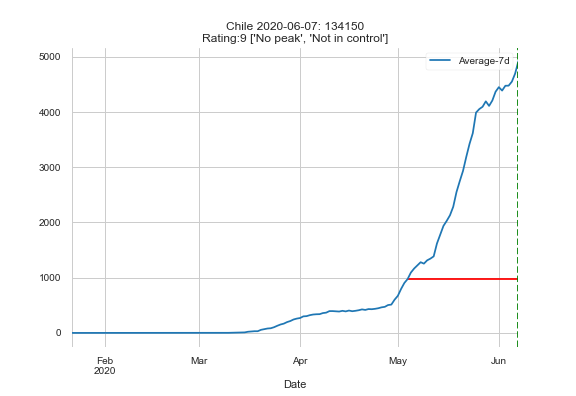 Chile 2020-06-07: 134150
Rating:9 ['No peak', 'Not in control']
Average-7d
5000
4000
3000
2000
1000
0
Feb
2020
Mar
Apr
May
Jun
Date